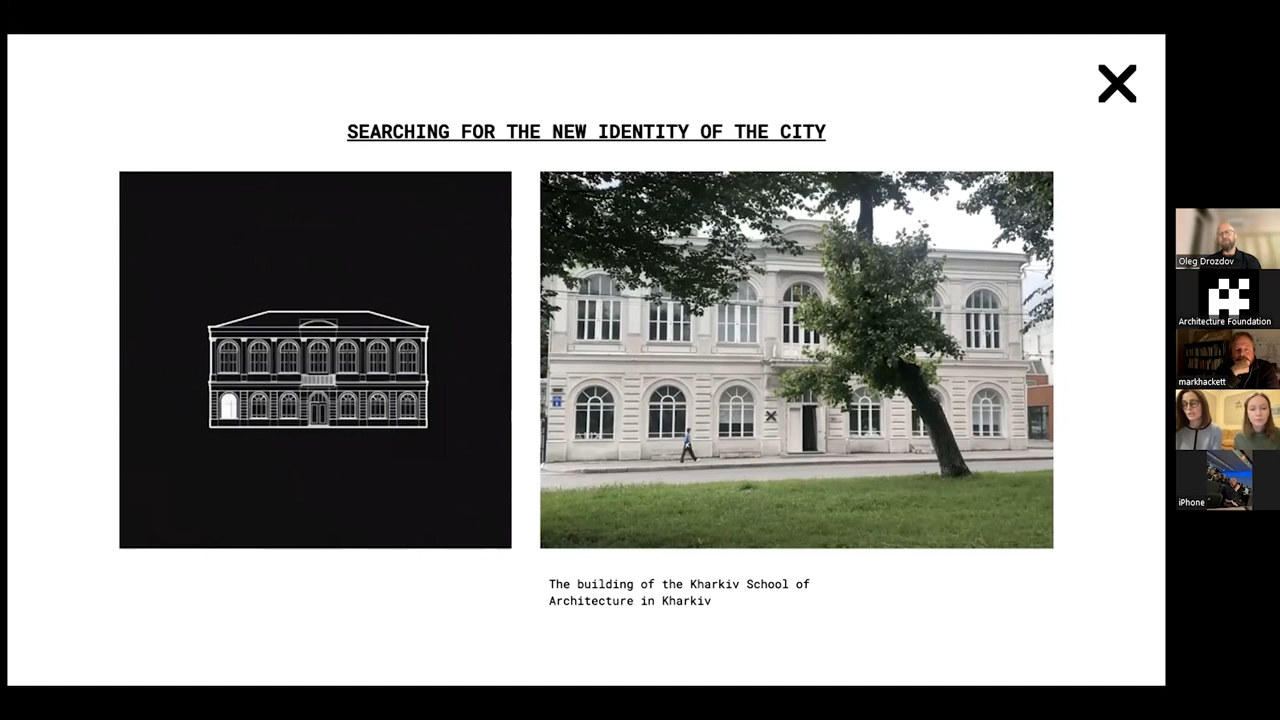 SEARCHING FOR THE NEW IDENTITY OF THE CITY
The building of the Kharkiv School of
Architecture in Kharkiv
Oleg Drozdov
Architecture Foundation
markhackett
iPhone